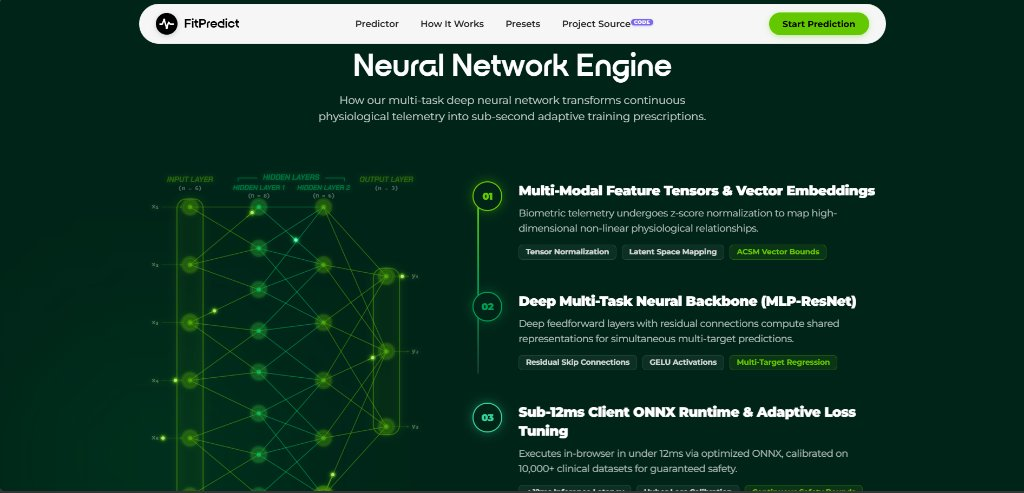 FitPredict
Predictor How It Works Presets Project Source CODE
Start Prediction
Neural Network Engine
How our multi-task deep neural network transforms continuous
physiological telemetry into sub-second adaptive training prescriptions.
INPUT LAYER
(n = 6)
HIDDEN LAYERS
HIDDEN LAYER 1 HIDDEN LAYER 2
(n = 8) (n = 6)
OUTPUT LAYER
(n = 3)
01
Multi-Modal Feature Tensors & Vector Embeddings
Biometric telemetry undergoes z-score normalization to map high-
dimensional non-linear physiological relationships.
Tensor Normalization Latent Space Mapping ACSM Vector Bounds
02
Deep Multi-Task Neural Backbone (MLP-ResNet)
Deep feedforward layers with residual connections compute shared
representations for simultaneous multi-target predictions.
Residual Skip Connections GELU Activations Multi-Target Regression
03
Sub-12ms Client ONNX Runtime & Adaptive Loss
Tuning
Executes in-browser in under 12ms via optimized ONNX, calibrated on
10,000+ clinical datasets for guaranteed safety.